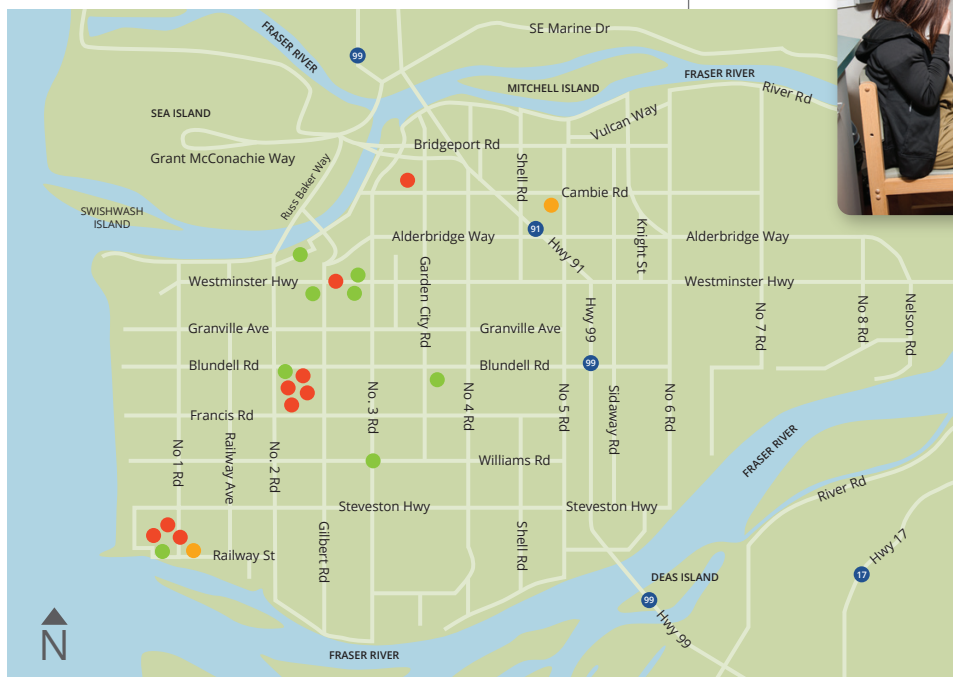 SE Marine Dr
FRASER RIVER
99
MITCHELL ISLAND
FRASER RIVER
River Rd
SEA ISLAND
Vulcan Way
Bridgeport Rd
Grant McConachie Way
Shell Rd
Russ Baker Way
Cambie Rd
SWISHWASH
ISLAND
91
Alderbridge Way
Knight St
Alderbridge Way
Hwy 91
Westminster Hwy
Garden City Rd
Westminster Hwy
Hwy 99
No 7 Rd
No 8 Rd
Nelson Rd
Granville Ave
Granville Ave
Blundell Rd
Blundell Rd
99
No. 3 Rd
No 4 Rd
No 5 Rd
Sidaway Rd
No 6 Rd
Francis Rd
No 1 Rd
Railway Ave
No. 2 Rd
Williams Rd
FRASER RIVER
River Rd
Steveston Hwy
Steveston Hwy
Gilbert Rd
Shell Rd
Railway St
Hwy 17
17
DEAS ISLAND
99
Hwy 99
N
FRASER RIVER